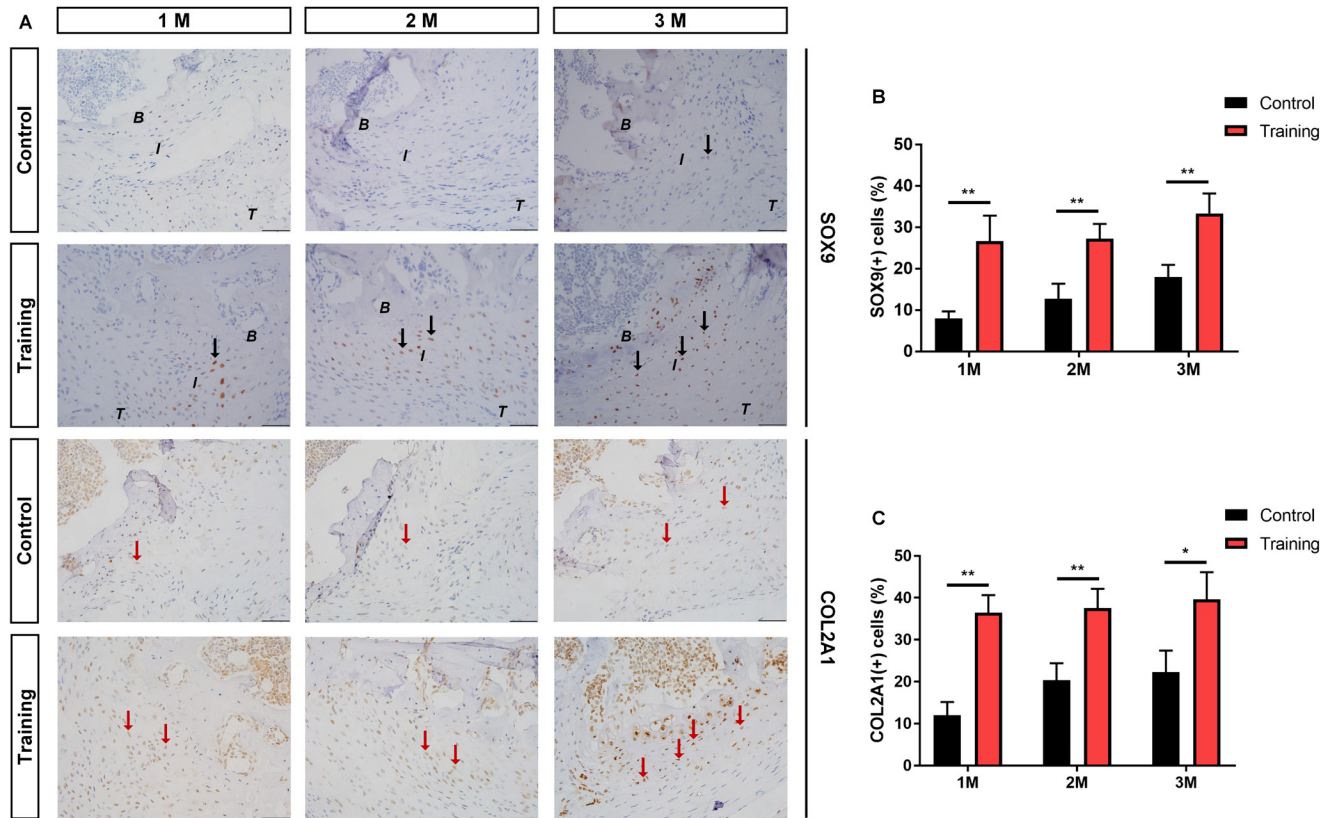 A
1 M
2 M
3 M
Control
B
I
T
B
I
T
B
I
T
Training
B
I
T
B
I
T
B
I
T
SOX9
Control
Training
COL2A1
B
Control
Training
SOX9(+) cells (%)
50
40
30
20
10
0
**
**
**
1M
2M
3M
C
Control
Training
COL2A1(+) cells (%)
50
40
30
20
10
0
**
**
*
1M
2M
3M